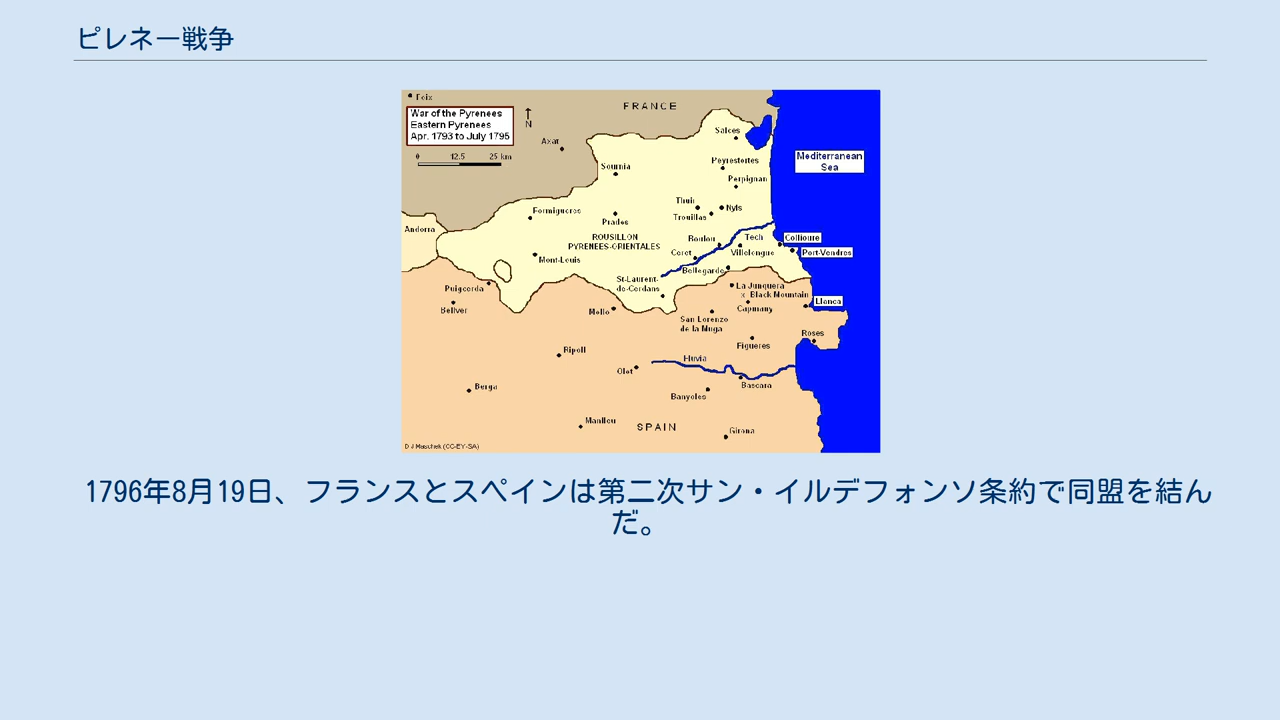 ピレネー戦争
Foix
FRANCE
War of the Pyrenees
Eastern Pyrenees
Apr. 1793 to July 1795
N
0 12.5 25 km
Axat
Salces
Mediterranean
Sea
Sournia
Peyrestortes
Perpignan
Thuir
Nyls
Trouillas
Formigueres
Prades
Andorra
ROUSILLON
PYRENEES-ORIENTALES
Boulou
Tech
Collioure
Port-Vendres
Ceret
Villelongue
Mont-Louis
Bellegarde
St-Laurent-
de-Cerdans
Puigcerda
La Junquera
x Black Mountain
Bellver
Llanca
Mollo
Capmany
San Lorenzo
de la Muga
Roses
Figueres
Ripoll
Fluvia
Olot
Berga
Bascara
Banyoles
Manlleu
SPAIN
Girona
D J Maschek (CC-BY-SA)
1796年8月19日、フランスとスペインは第二次サン・イルデフォンソ条約で同盟を結ん
だ。